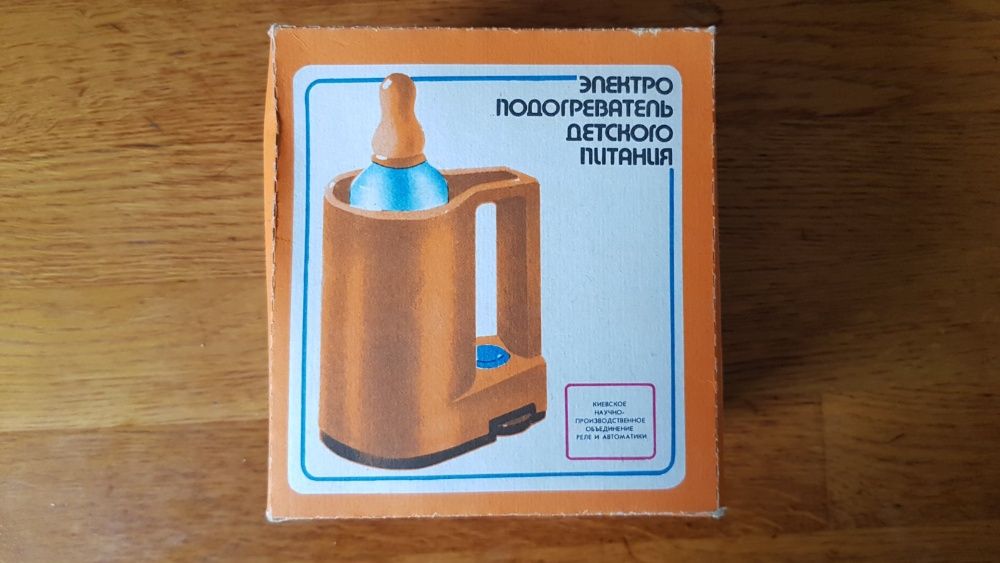 ЭЛЕКТРО
ПОДОГРЕВАТЕЛЬ
ДЕТСКОГО
ПИТАНИЯ
КИЕВСКОЕ
НАУЧНО-
ПРОИЗВОДСТВЕННОЕ
ОБЪЕДИНЕНИЕ
РЕЛЕ И АВТОМАТИКИ